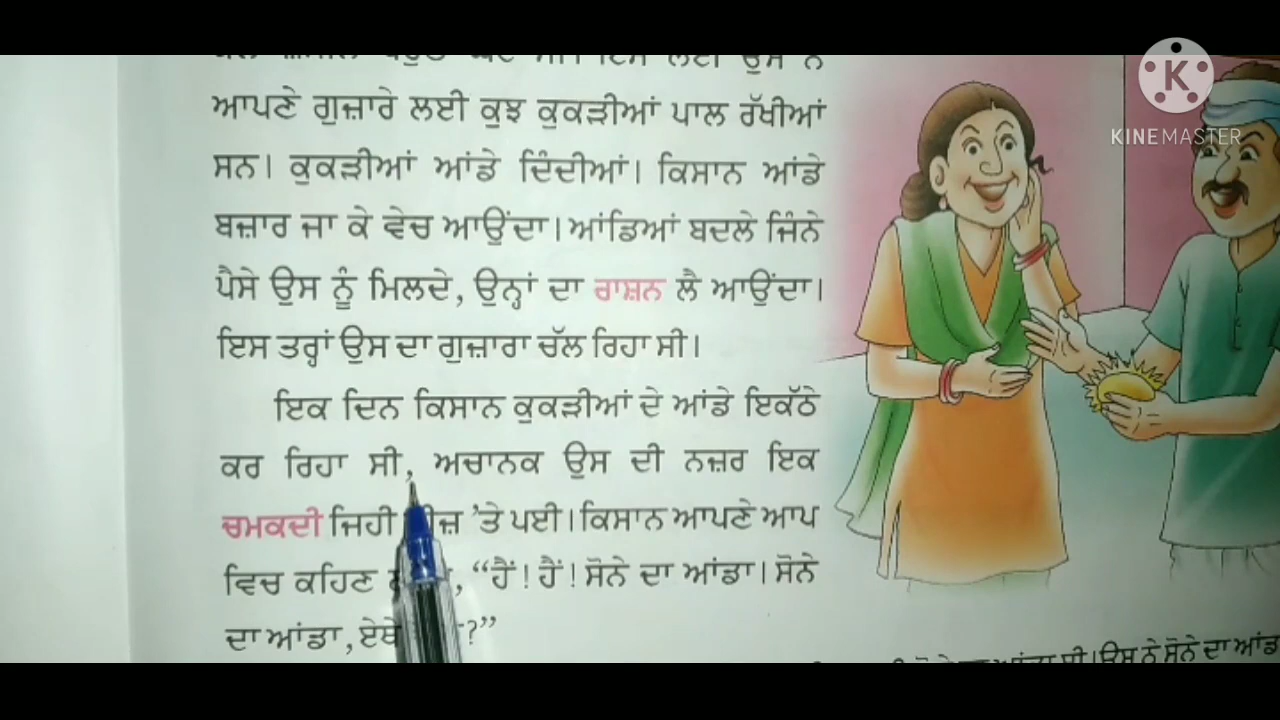 ਆਪਣੇ ਗੁਜ਼ਾਰੇ ਲਈ ਕੁਝ ਕੁਕੜੀਆਂ ਪਾਲ ਰੱਖੀਆਂ
ਸਨ। ਕੁਕੜੀਆਂ ਆਂਡੇ ਦਿੰਦੀਆਂ। ਕਿਸਾਨ ਆਂਡੇ
ਬਜ਼ਾਰ ਜਾ ਕੇ ਵੇਚ ਆਉਂਦਾ। ਆਂਡਿਆਂ ਬਦਲੇ ਜਿੰਨੇ
ਪੈਸੇ ਉਸ ਨੂੰ ਮਿਲਦੇ, ਉਨ੍ਹਾਂ ਦਾ ਰਾਸ਼ਨ ਲੈ ਆਉਂਦਾ।
ਇਸ ਤਰ੍ਹਾਂ ਉਸ ਦਾ ਗੁਜ਼ਾਰਾ ਚੱਲ ਰਿਹਾ ਸੀ।
ਇਕ ਦਿਨ ਕਿਸਾਨ ਕੁਕੜੀਆਂ ਦੇ ਆਂਡੇ ਇਕੱਠੇ
ਕਰ ਰਿਹਾ ਸੀ, ਅਚਾਨਕ ਉਸ ਦੀ ਨਜ਼ਰ ਇਕ
ਚਮਕਦੀ ਜਿਹੀ 'ਤੇ ਪਈ। ਕਿਸਾਨ ਆਪਣੇ ਆਪ
ਵਿਚ ਕਹਿਣ “ਹੈਂ! ਹੈਂ! ਸੋਨੇ ਦਾ ਆਂਡਾ। ਸੋਨੇ
ਦਾ ਆਂਡਾ, ਏਥੇ ?”
ਉਸ ਨੇ ਸੋਨੇ ਦਾ
KINEMASTER